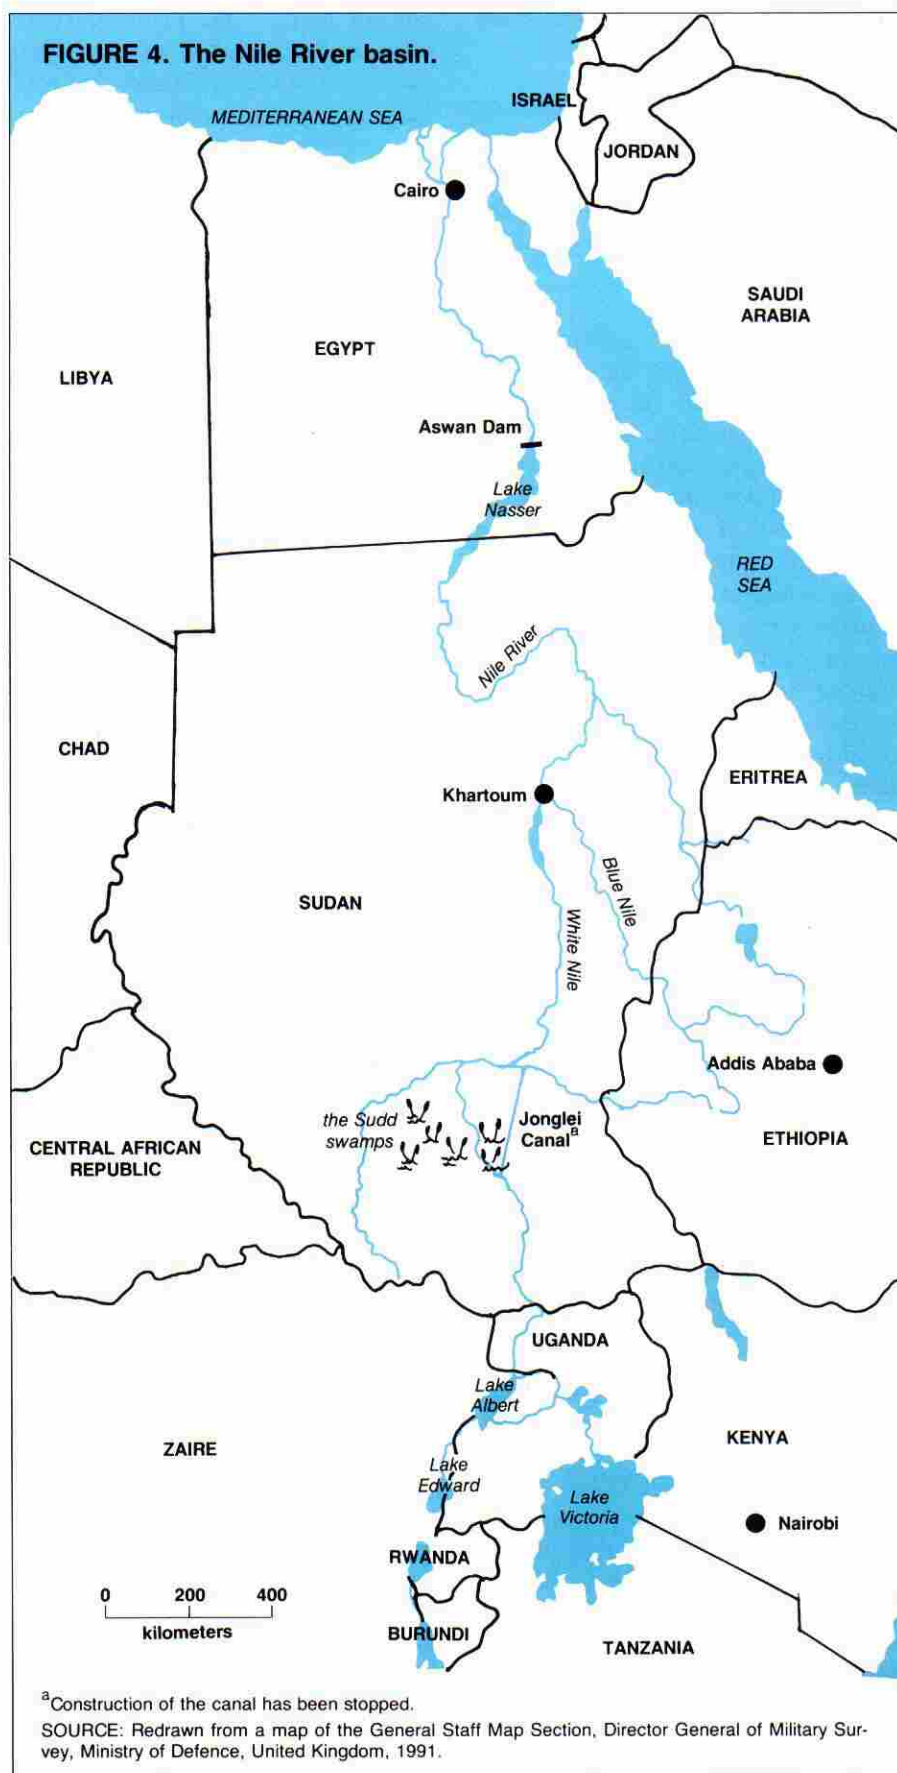 FIGURE 4. The Nile River basin.
MEDITERRANEAN SEA
ISRAEL
JORDAN
Cairo
SAUDI
ARABIA
EGYPT
LIBYA
Aswan Dam
Lake
Nasser
RED
SEA
Nile River
CHAD
ERITREA
Khartoum
Blue Nile
SUDAN
White Nile
Addis Ababa
the Sudd
swamps
Jonglei
Canalᵃ
ETHIOPIA
CENTRAL AFRICAN
REPUBLIC
UGANDA
Lake
Albert
KENYA
ZAIRE
Lake
Edward
Lake
Victoria
Nairobi
RWANDA
0 200 400
kilometers
BURUNDI
TANZANIA
ᵃConstruction of the canal has been stopped.
SOURCE: Redrawn from a map of the General Staff Map Section, Director General of Military Sur-
vey, Ministry of Defence, United Kingdom, 1991.